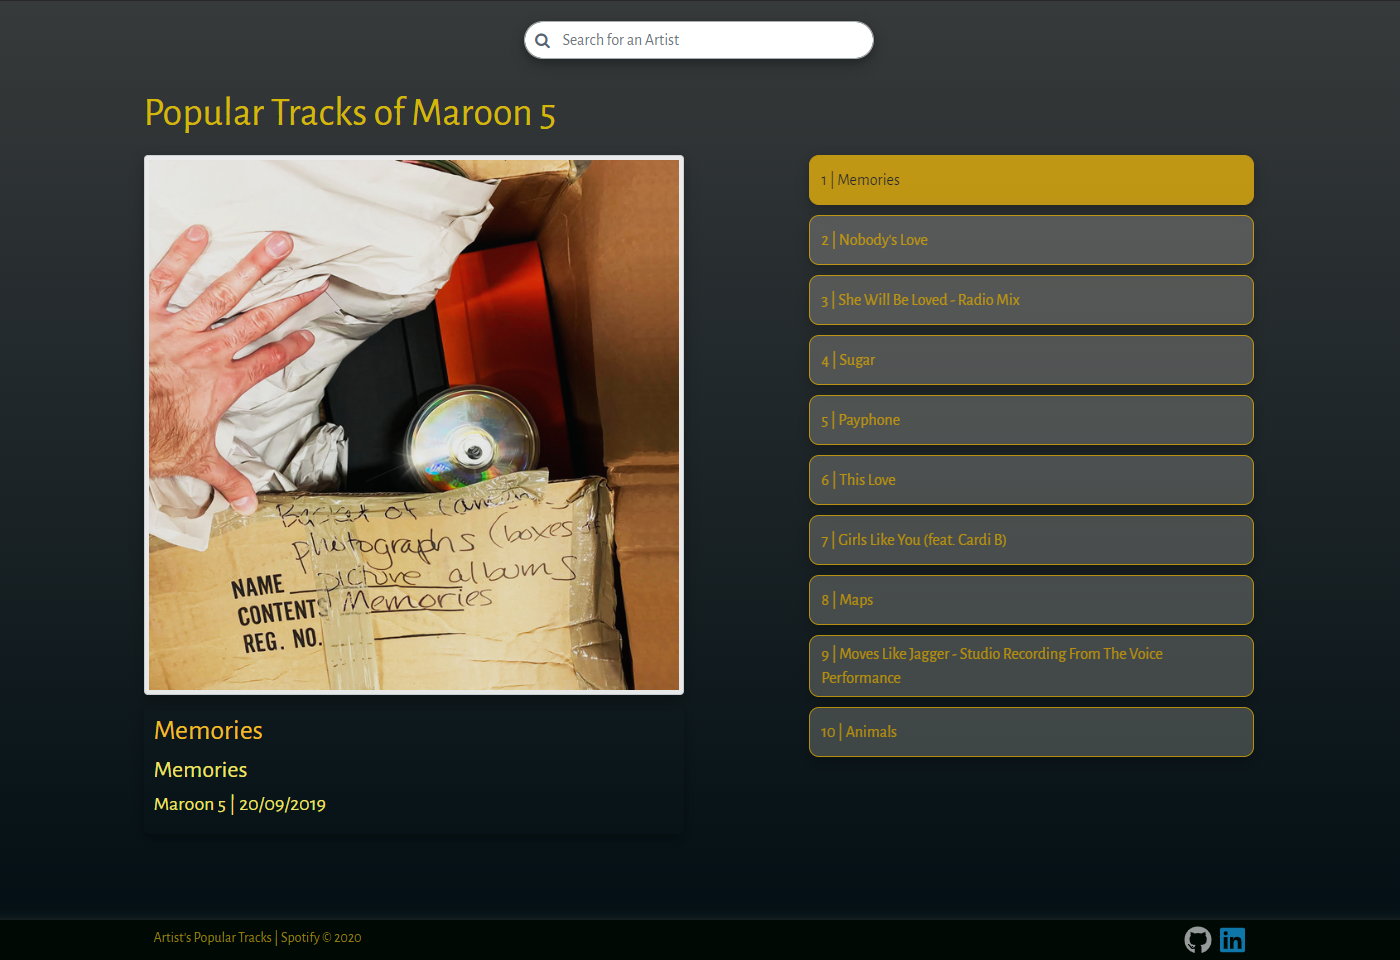 Search for an Artist
Popular Tracks of Maroon 5
of
photographs (boxes of
picture albums
Memories
NAME
CONTENTS
REG. NO.
Memories
Memories
Maroon 5 | 20/09/2019
1 | Memories
2 | Nobody's Love
3 | She Will Be Loved - Radio Mix
4 | Sugar
5 | Payphone
6 | This Love
7 | Girls Like You (feat. Cardi B)
8 | Maps
9 | Moves Like Jagger - Studio Recording From The Voice
Performance
10 | Animals
Artist's Popular Tracks | Spotify © 2020
in